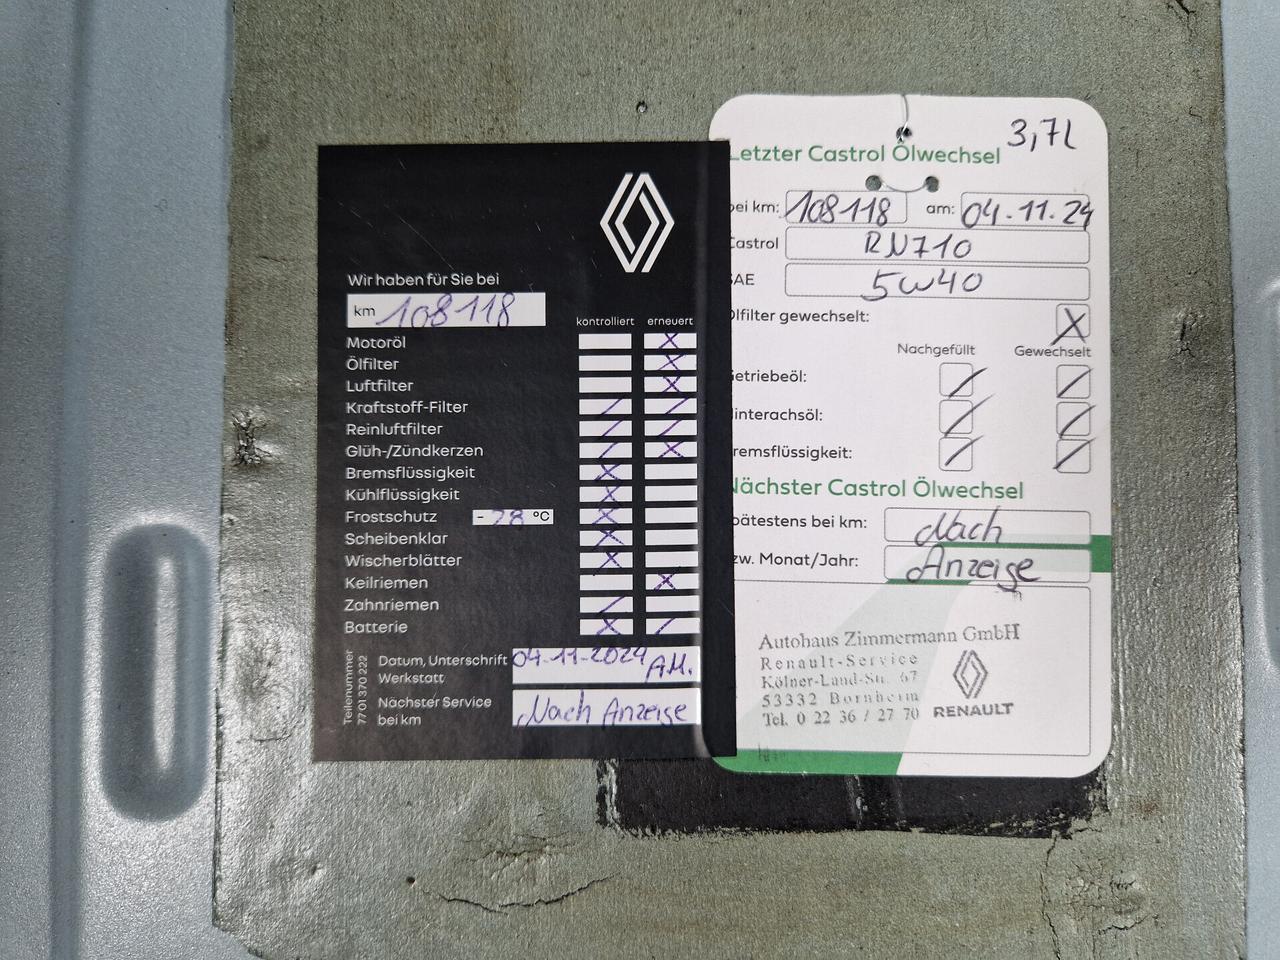 Wir haben für Sie bei
km 108118
kontrolliert erneuert
Motoröl
Ölfilter
Luftfilter
Kraftstoff-Filter
Reinluftfilter
Glüh-/Zündkerzen
Bremsflüssigkeit
Kühlflüssigkeit
Frostschutz - 28 °C
Scheibenklar
Wischerblätter
Keilriemen
Zahnriemen
Batterie
Datum, Unterschrift 04-11-2024 A.M.
Werkstatt
Nächster Service
bei km Nach Anzeige
Teilenummer
77 01 370 222
3,7L
Letzter Castrol Ölwechsel
bei km: 108118 am: 04-11-24
Castrol RN710
SAE 5W40
Ölfilter gewechselt: X
Nachgefüllt Gewechselt
Getriebeöl:
Hinterachsöl:
Bremsflüssigkeit:
Nächster Castrol Ölwechsel
spätestens bei km: Nach
bzw. Monat/Jahr: Anzeige
Autohaus Zimmermann GmbH
Renault-Service
Kölner-Land-Str. 67
53332 Bornheim
Tel. 0 22 36 / 27 70
RENAULT